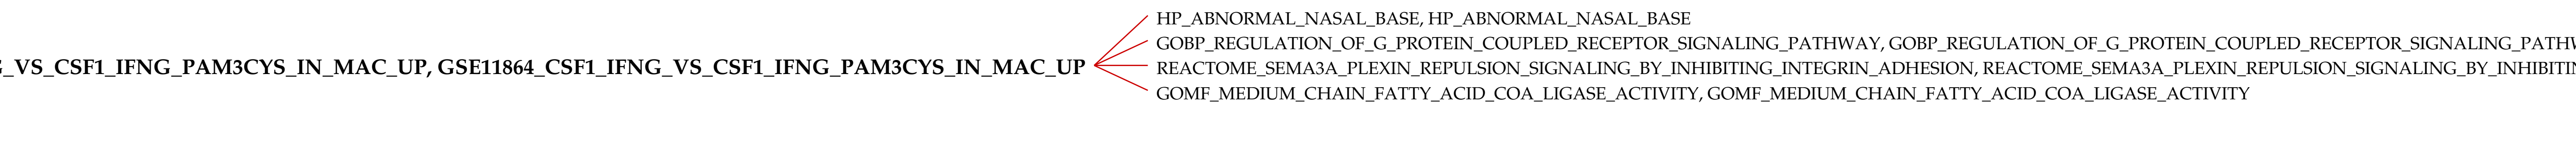 HP_ABNORMAL_NASAL_BASE, HP_ABNORMAL_NASAL_BASE
GOBP_REGULATION_OF_G_PROTEIN_COUPLED_RECEPTOR_SIGNALING_PATHWAY, GOBP_REGULATION_OF_G_PROTEIN_COUPLED_RECEPTOR_SIGNALING_PATHW
_VS_CSF1_IFNG_PAM3CYS_IN_MAC_UP, GSE11864_CSF1_IFNG_VS_CSF1_IFNG_PAM3CYS_IN_MAC_UP
REACTOME_SEMA3A_PLEXIN_REPULSION_SIGNALING_BY_INHIBITING_INTEGRIN_ADHESION, REACTOME_SEMA3A_PLEXIN_REPULSION_SIGNALING_BY_INHIBITIN
GOMF_MEDIUM_CHAIN_FATTY_ACID_COA_LIGASE_ACTIVITY, GOMF_MEDIUM_CHAIN_FATTY_ACID_COA_LIGASE_ACTIVITY